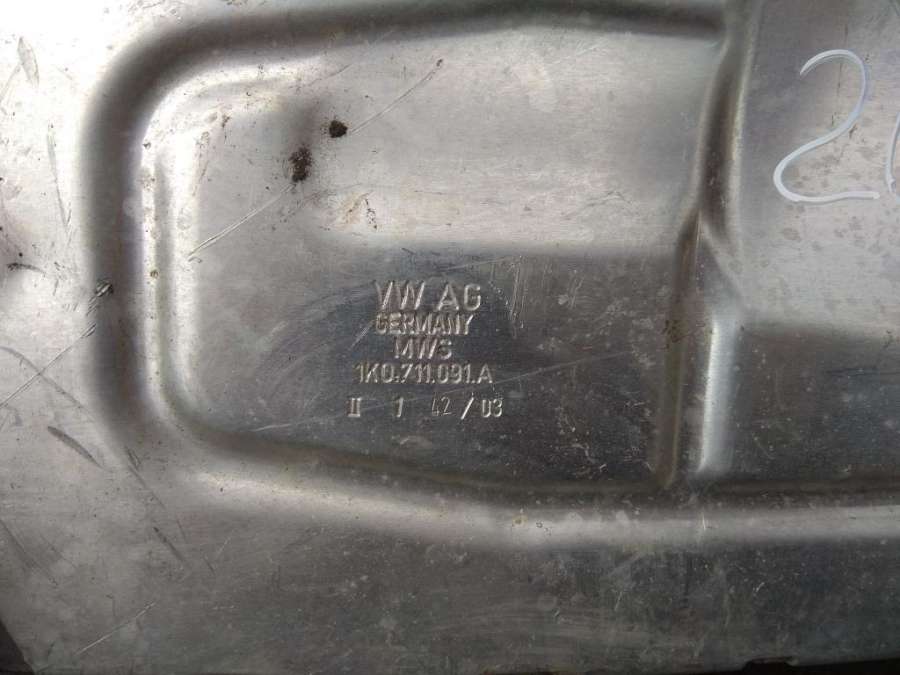 VW AG
GERMANY
MWS
1K0.711.091.A
II 1 42/03